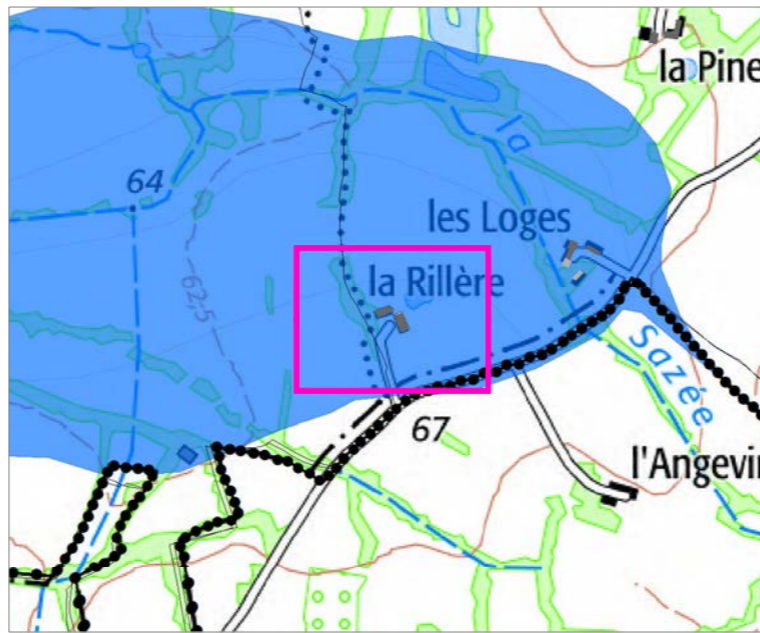 la Pine
la
64
les Loges
la Rillère
62,5
Sazée
67
l'Angevin